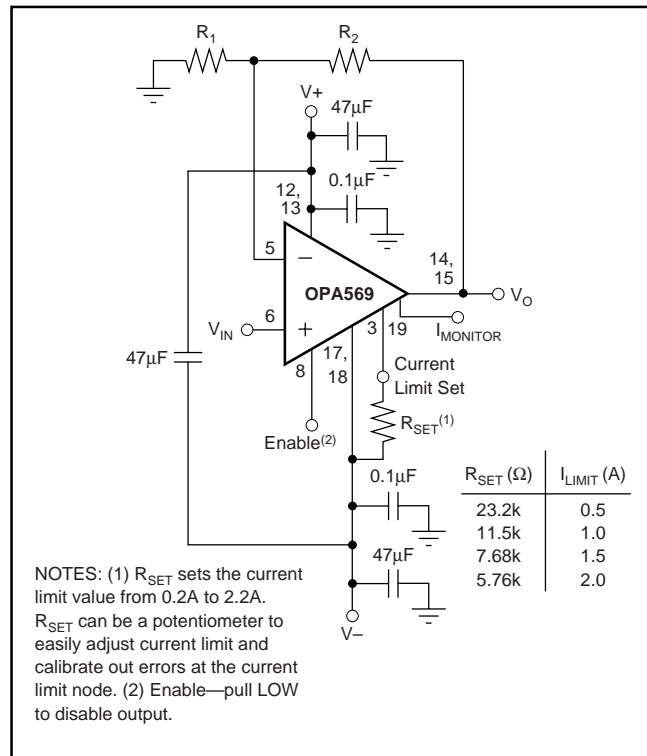 R1
R2
V+
47µF
0.1µF
12,
13
5
–
OPA569
14,
15
VO
6
+
VIN
3
19
IMONITOR
17,
18
8
47µF
Current
Limit Set
RSET(1)
Enable(2)
0.1µF
47µF
V–
RSET (Ω) ILIMIT (A)
23.2k 0.5
11.5k 1.0
7.68k 1.5
5.76k 2.0
NOTES: (1) RSET sets the current
limit value from 0.2A to 2.2A.
RSET can be a potentiometer to
easily adjust current limit and
calibrate out errors at the current
limit node. (2) Enable—pull LOW
to disable output.